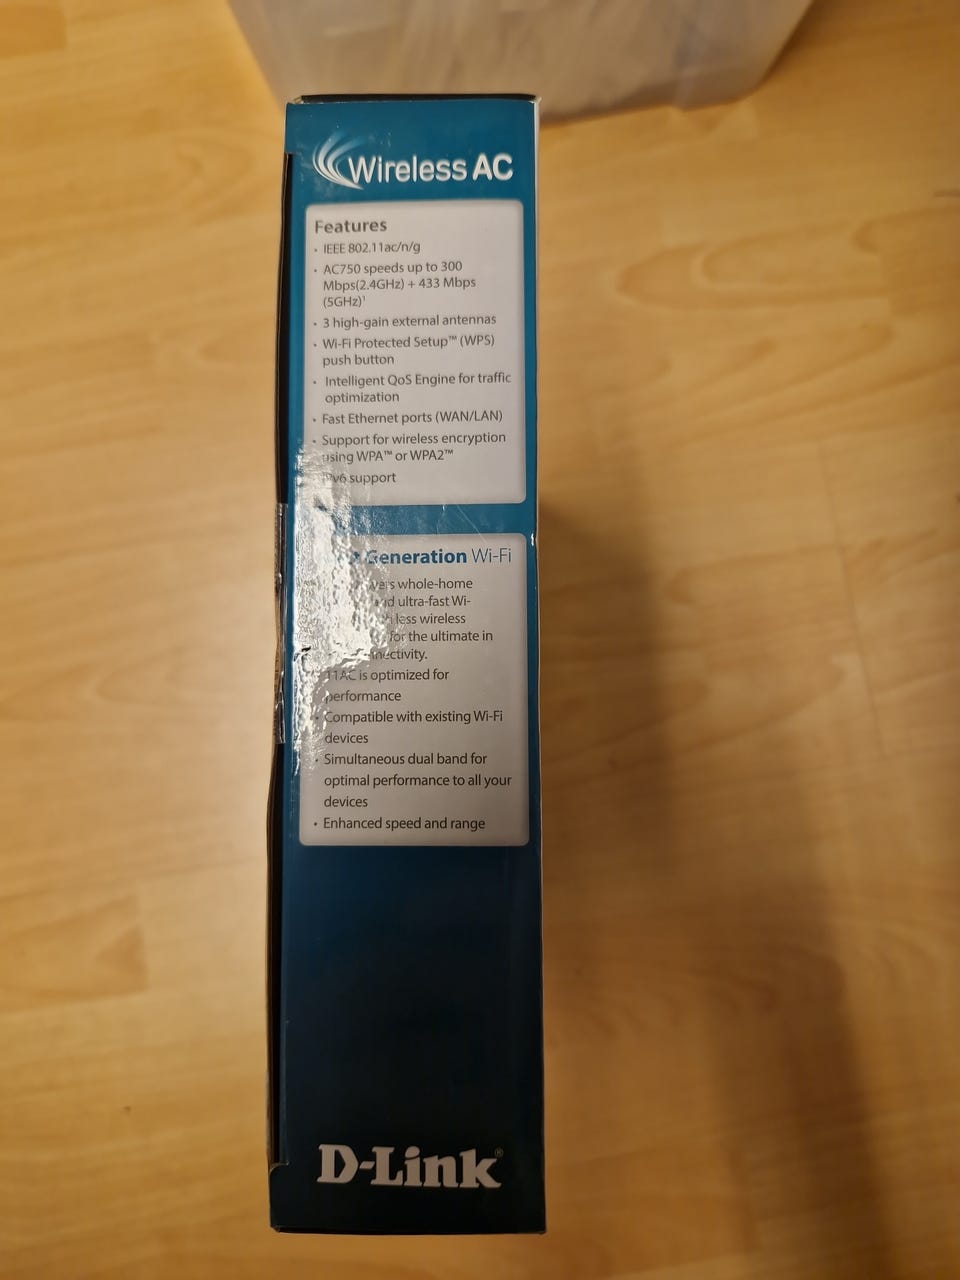 Wireless AC
Features
· IEEE 802.11ac/n/g
· AC750 speeds up to 300
Mbps(2.4GHz) + 433 Mbps
(5GHz)¹
· 3 high-gain external antennas
· Wi-Fi Protected Setup™ (WPS)
push button
· Intelligent QoS Engine for traffic
optimization
· Fast Ethernet ports (WAN/LAN)
· Support for wireless encryption
using WPA™ or WPA2™
IPv6 support
Generation Wi-Fi
whole-home
ultra-fast Wi-
less wireless
for the ultimate in
11AC is optimized for
performance
· Compatible with existing Wi-Fi
devices
· Simultaneous dual band for
optimal performance to all your
devices
· Enhanced speed and range
D-Link®